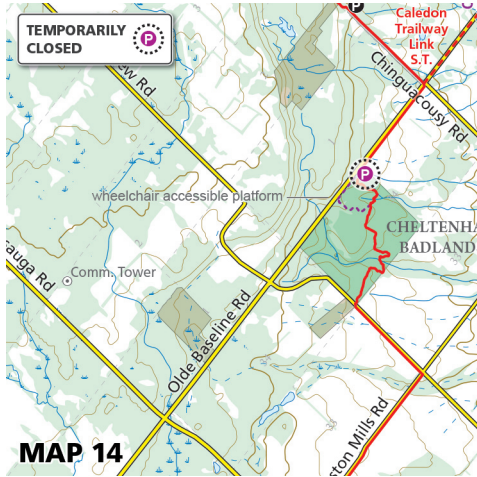 TEMPORARILY
CLOSED
P
P
Caledon
Trailway
Link
S.T.
Chinguacousy Rd
ew Rd
P
wheelchair accessible platform
CHELTENHA
BADLAND
auga Rd
Comm. Tower
Olde Baseline Rd
ston Mills Rd
MAP 14